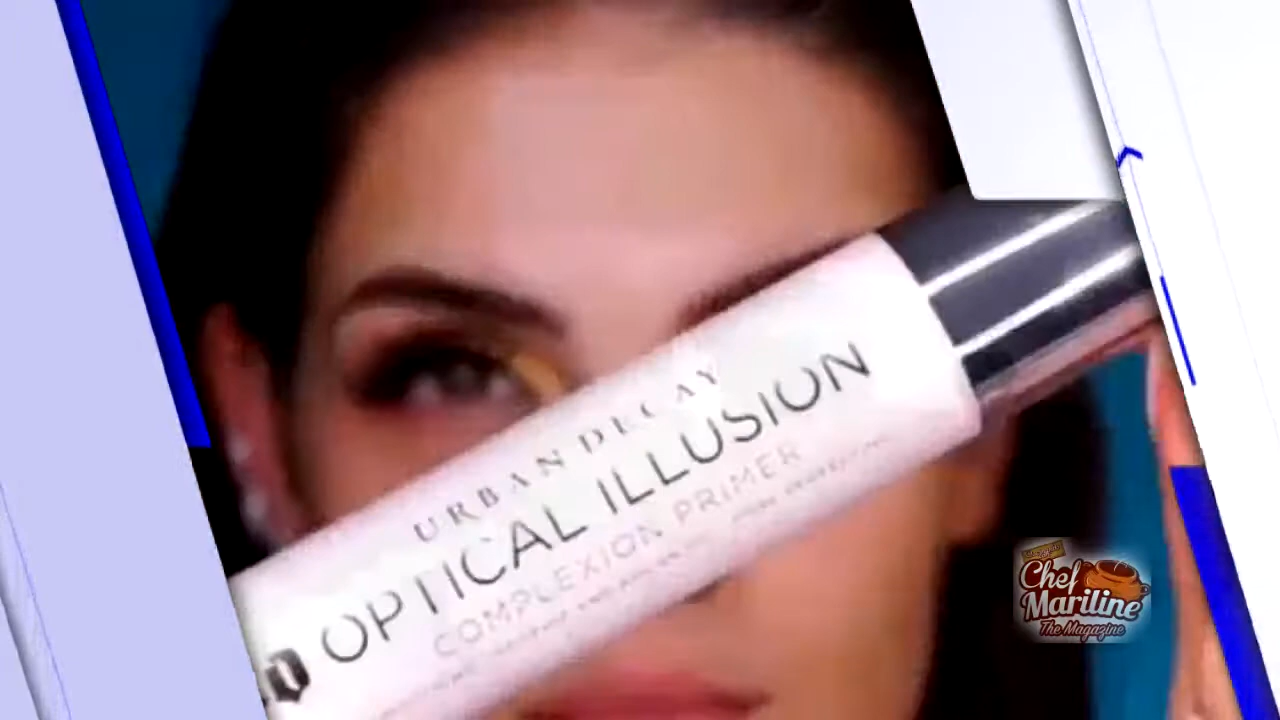 URBAN DECAY
OPTICAL ILLUSION
COMPLEXION PRIMER
Chef
Mariline
The Magazine